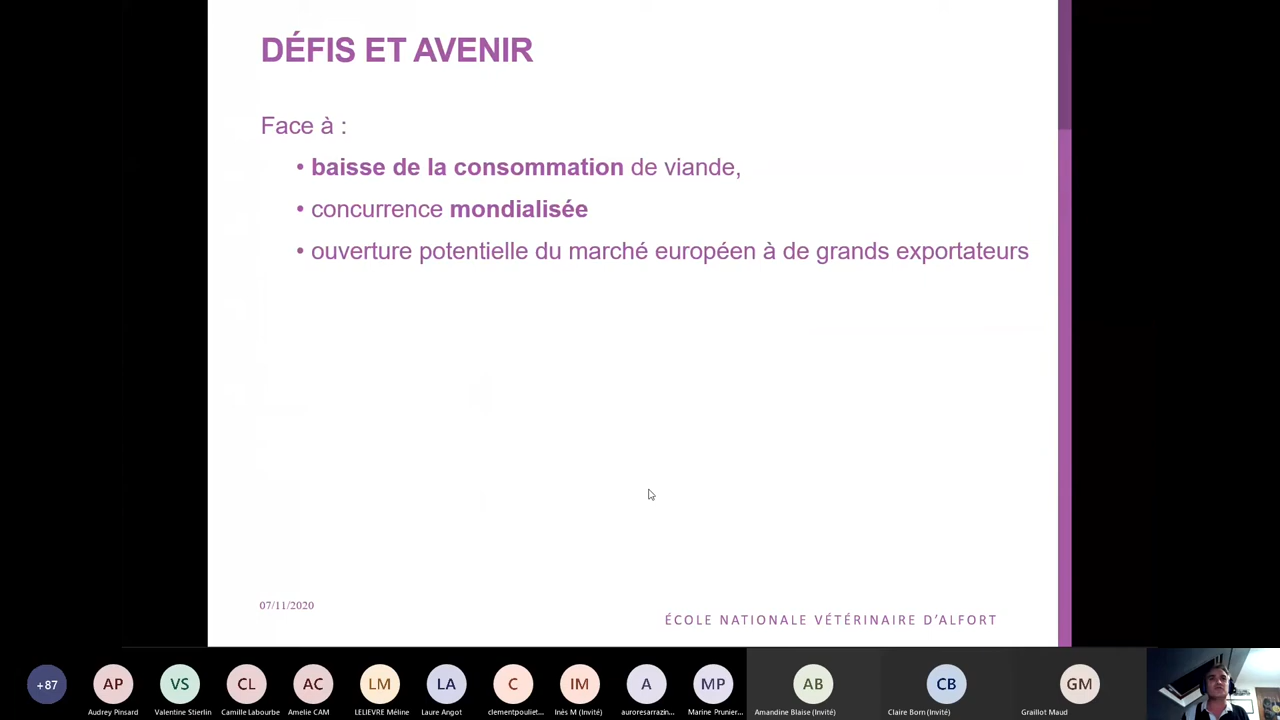 DÉFIS ET AVENIR
Face à :
• baisse de la consommation de viande,
• concurrence mondialisée
• ouverture potentielle du marché européen à de grands exportateurs
07/11/2020
ÉCOLE NATIONALE VÉTÉRINAIRE D'ALFORT
+87
AP
VS
CL
AC
LM
LA
C
IM
A
MP
AB
CB
GM
Audrey Pinsard
Valentine Stierlin
Camille Labourbe
Amelie CAM
LELIEVRE Méline
Laure Angot
clementpouliet...
Inés M (Invité)
auroresarrazin...
Marine Prunier...
Amandine Blaise (Invité)
Claire Born (Invité)
Graillot Maud